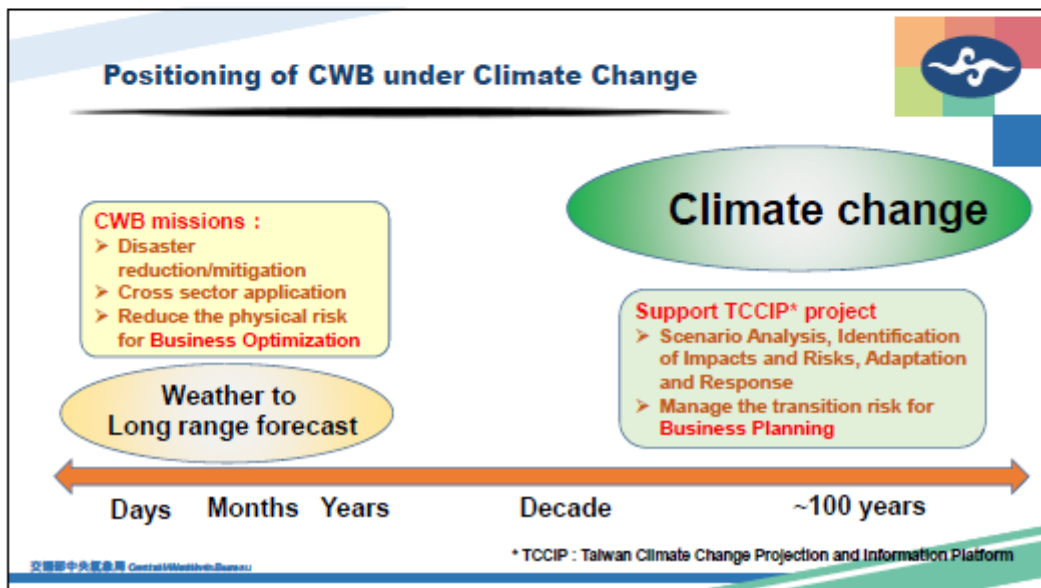 Positioning of CWB under Climate Change
Climate change
CWB missions :
➢ Disaster
reduction/mitigation
➢ Cross sector application
➢ Reduce the physical risk
for Business Optimization
Support TCCIP* project
➢ Scenario Analysis, Identification
of Impacts and Risks, Adaptation
and Response
➢ Manage the transition risk for
Business Planning
Weather to
Long range forecast
Days Months Years Decade ~100 years
* TCCIP : Taiwan Climate Change Projection and Information Platform
交通部中央氣象局 Central Weather Bureau